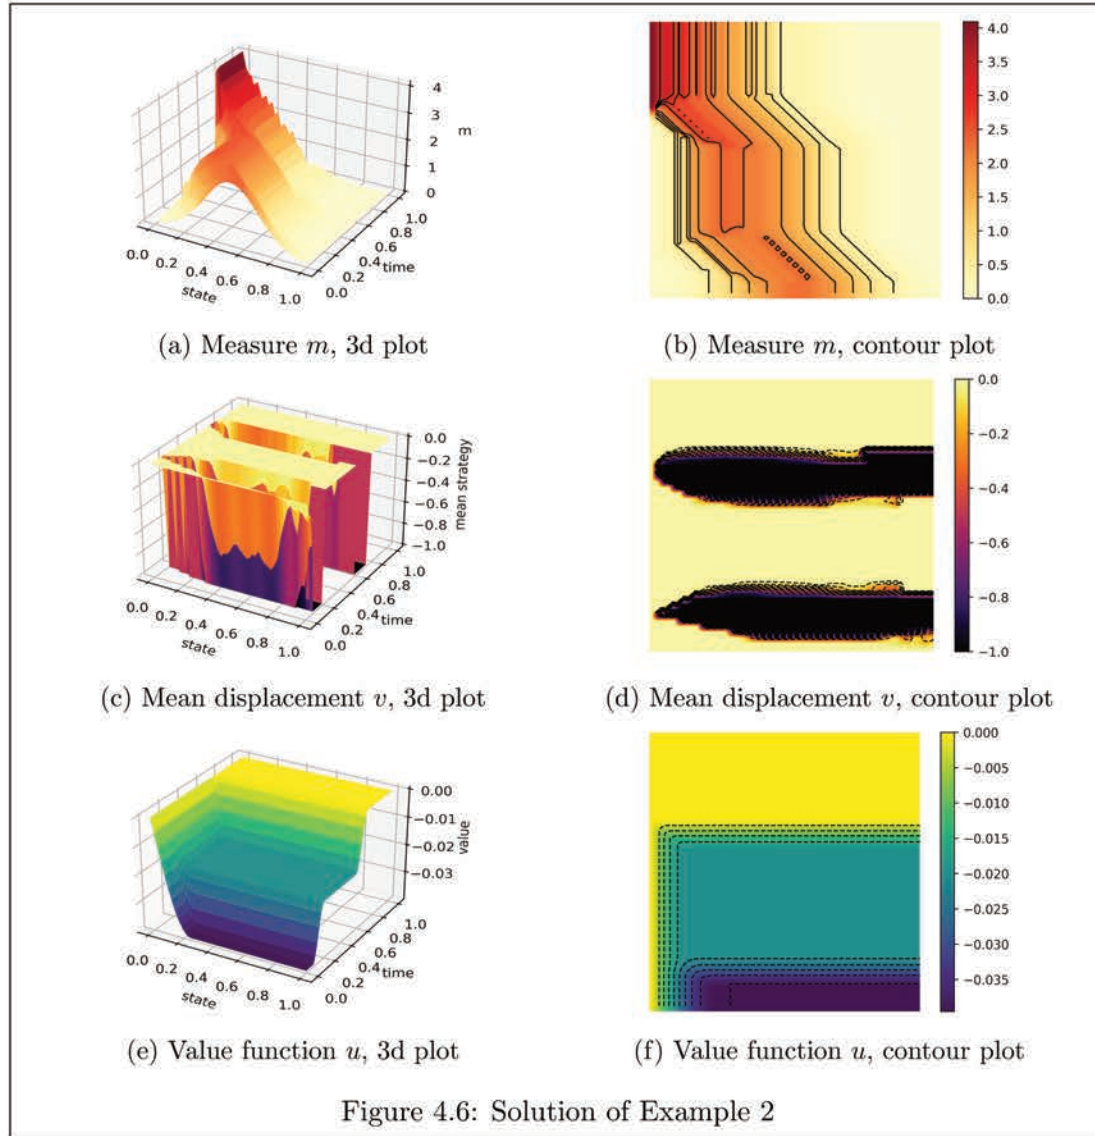 4
3
2
1
0
m
0.0 0.2 0.4 0.6 0.8 1.0
state
0.0 0.2 0.4 0.6 0.8 1.0
time
(a) Measure m, 3d plot
4.0
3.5
3.0
2.5
2.0
1.5
1.0
0.5
0.0
(b) Measure m, contour plot
0.0
−0.2
−0.4
−0.6
−0.8
−1.0
mean strategy
0.0 0.2 0.4 0.6 0.8 1.0
state
0.0 0.2 0.4 0.6 0.8 1.0
time
(c) Mean displacement v, 3d plot
0.0
−0.2
−0.4
−0.6
−0.8
−1.0
(d) Mean displacement v, contour plot
0.00
−0.01
−0.02
−0.03
value
0.0 0.2 0.4 0.6 0.8 1.0
state
0.0 0.2 0.4 0.6 0.8 1.0
time
(e) Value function u, 3d plot
0.000
−0.005
−0.010
−0.015
−0.020
−0.025
−0.030
−0.035
(f) Value function u, contour plot
Figure 4.6: Solution of Example 2